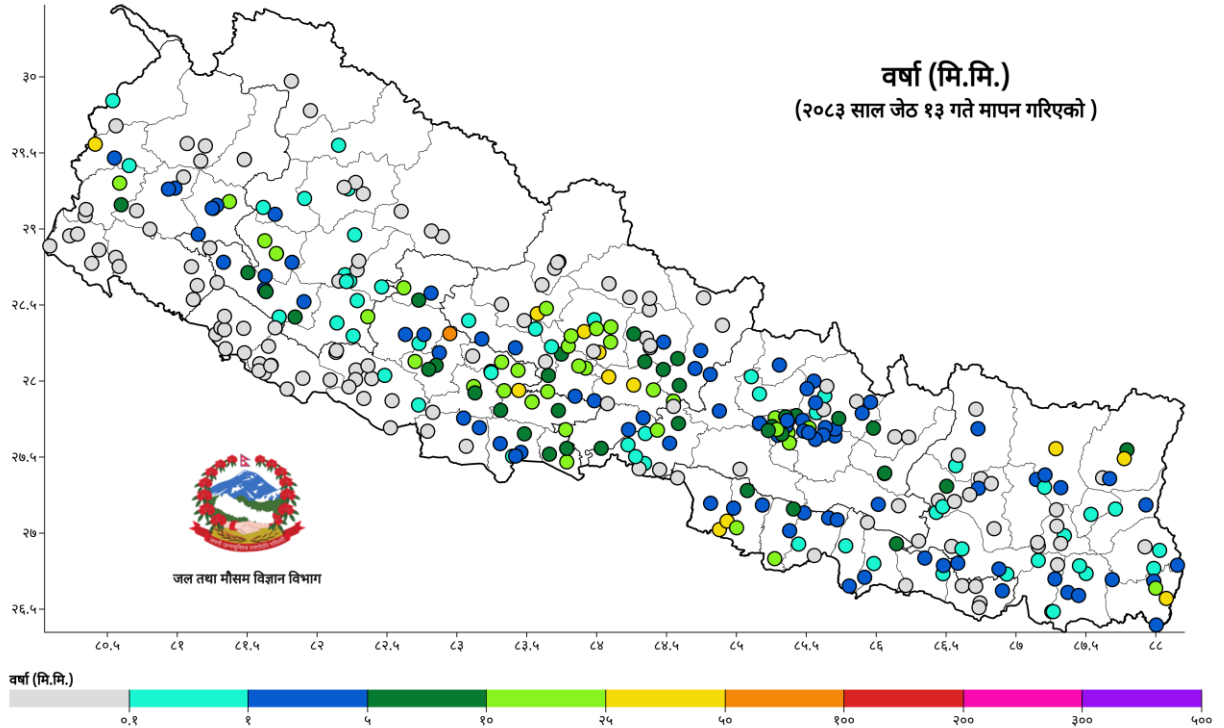 वर्षा (मि.मि.)
(२०८३ साल जेठ १३ गते मापन गरिएको )
३०
२९.५
२९
२८.५
२८
२७.५
२७
२६.५
जल तथा मौसम विज्ञान विभाग
८०.५ ८१ ८१.५ ८२ ८२.५ ८३ ८३.५ ८४ ८४.५ ८५ ८५.५ ८६ ८६.५ ८७ ८७.५ ८८
वर्षा (मि.मि.)
०.१ १ ५ १० २५ ५० १०० २०० ३०० ५००